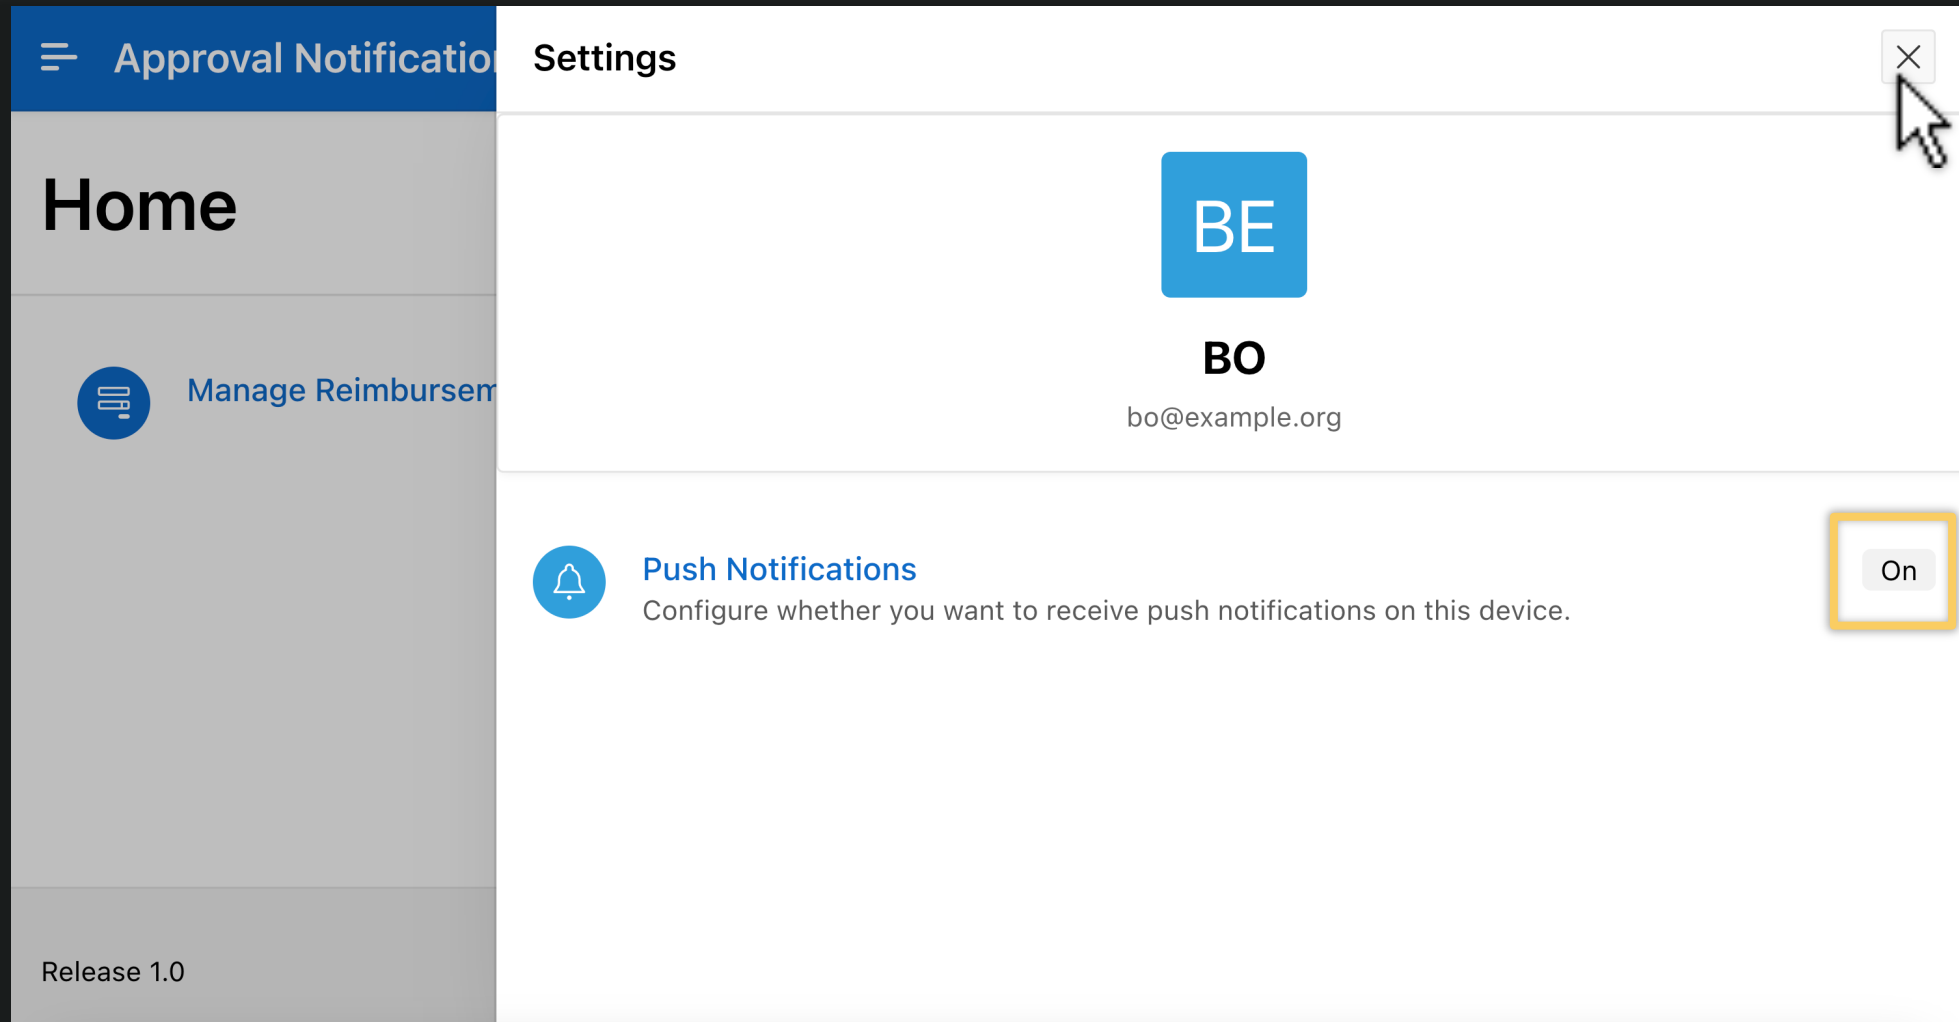 Approval Notification
Settings
Home
BE
BO
bo@example.org
Manage Reimbursem
Push Notifications
On
Configure whether you want to receive push notifications on this device.
Release 1.0